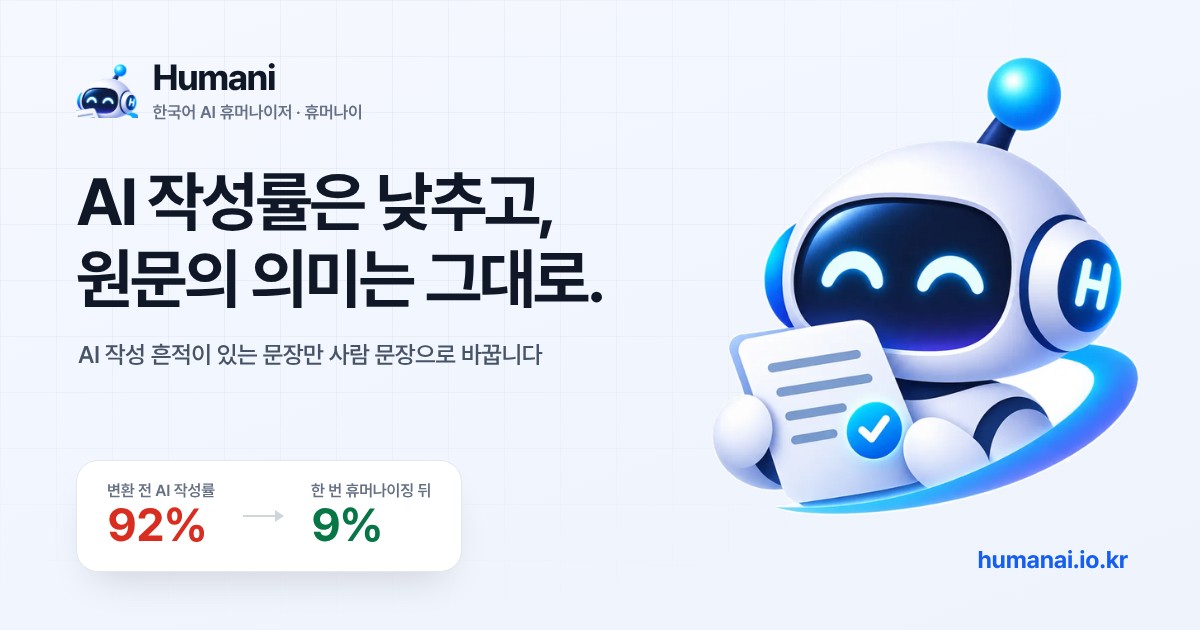 Humani
한국어 AI 휴머나이저 · 휴머나이
AI 작성률은 낮추고,
원문의 의미는 그대로.
AI 작성 흔적이 있는 문장만 사람 문장으로 바꿉니다
변환 전 AI 작성률
92%
한 번 휴머나이징 뒤
9%
H
H
humanai.io.kr